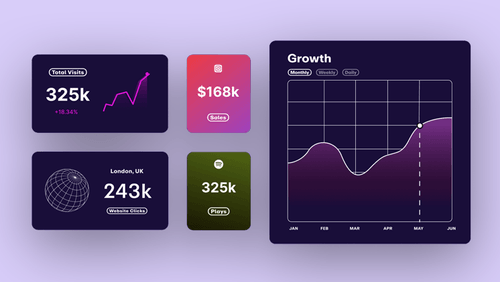 Total Visits
325k
+18.94%
$168k
Sales
London, UK
243k
Website Clicks
325k
Plays
Growth
Monthly
Weekly
Daily
JAN FEB MAR APR MAY JUN